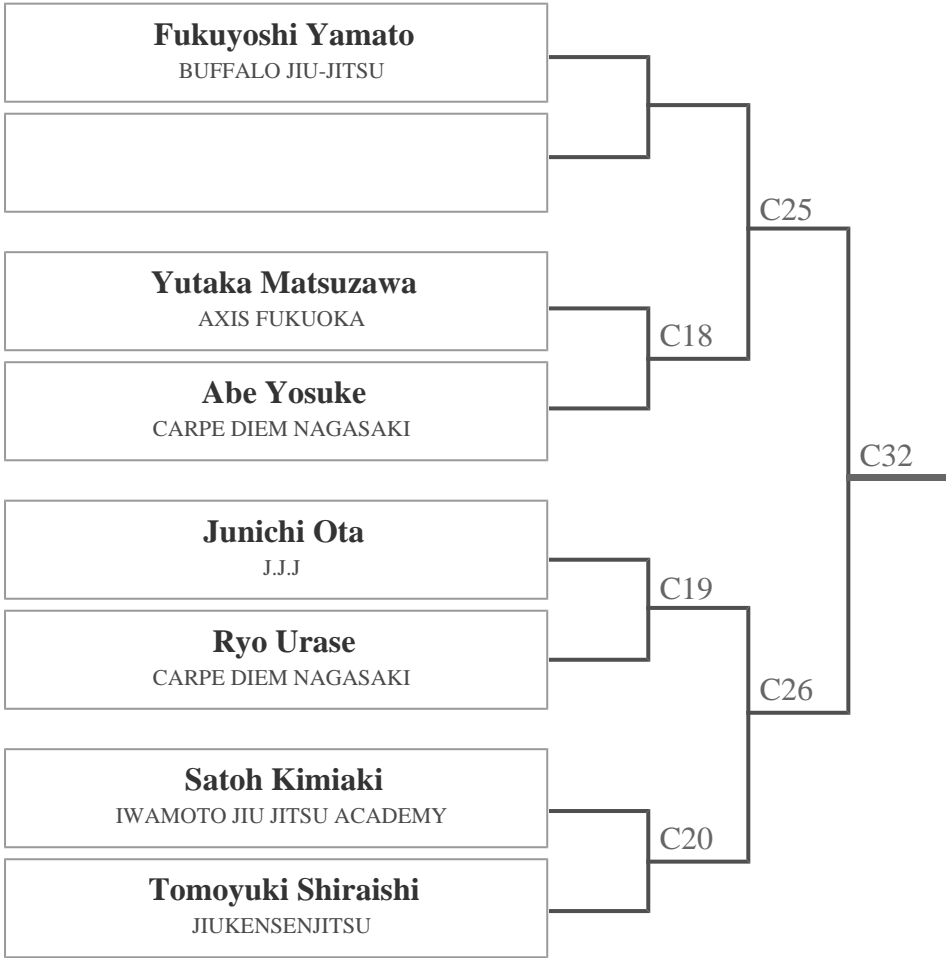 Fukuyoshi Yamato
BUFFALO JIU-JITSU
C25
Yutaka Matsuzawa
AXIS FUKUOKA
C18
Abe Yosuke
CARPE DIEM NAGASAKI
C32
Junichi Ota
J.J.J
C19
Ryo Urase
CARPE DIEM NAGASAKI
C26
Satoh Kimiaki
IWAMOTO JIU JITSU ACADEMY
C20
Tomoyuki Shiraishi
JIUKENSENJITSU